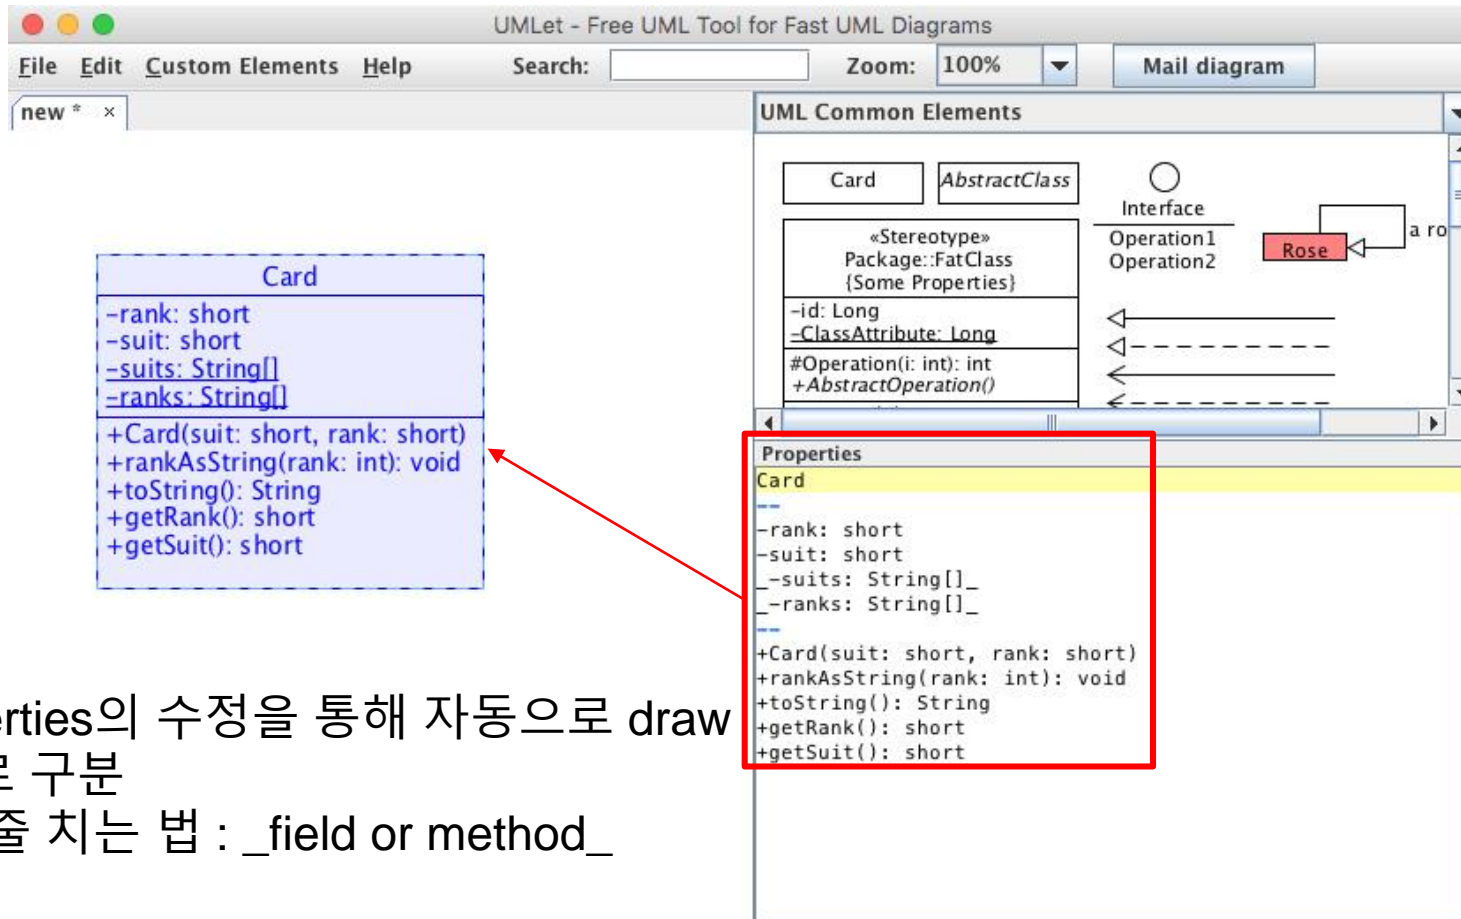 UMLet - Free UML Tool for Fast UML Diagrams
File Edit Custom Elements Help Search: Zoom: 100% Mail diagram
new * ×
UML Common Elements
Card
AbstractClass
Interface
Operation1
Operation2
Rose
«Stereotype»
Package::FatClass
{Some Properties}
-id: Long
-ClassAttribute: Long
#Operation(i: int): int
+AbstractOperation()
Card
-rank: short
-suit: short
-suits: String[]
-ranks: String[]
+Card(suit: short, rank: short)
+rankAsString(rank: int): void
+toString(): String
+getRank(): short
+getSuit(): short
Properties
Card
--
-rank: short
-suit: short
_-suits: String[]_
_-ranks: String[]_
--
+Card(suit: short, rank: short)
+rankAsString(rank: int): void
+toString(): String
+getRank(): short
+getSuit(): short
erties의 수정을 통해 자동으로 draw
로 구분
줄 치는 법 : _field or method_